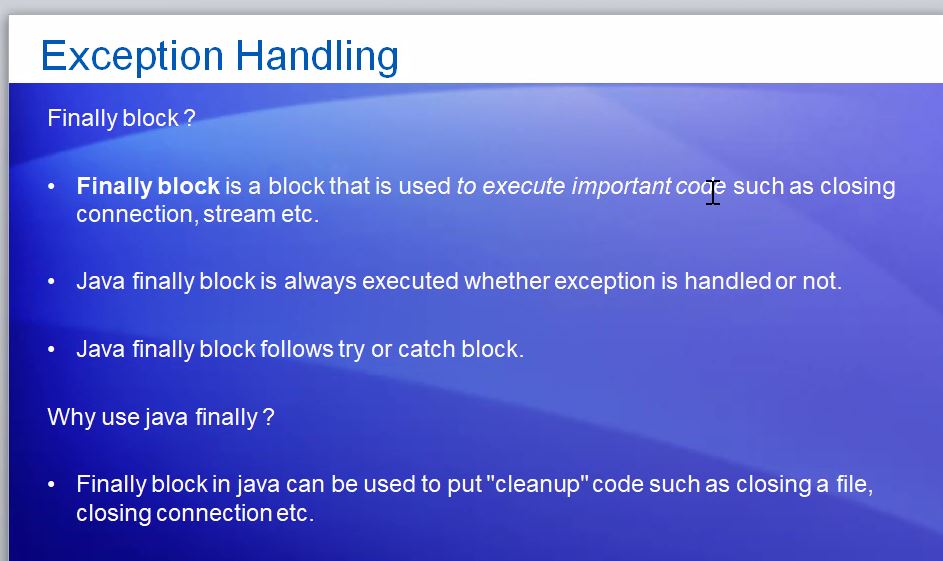 Exception Handling
Finally block ?
• Finally block is a block that is used to execute important code such as closing
connection, stream etc.
• Java finally block is always executed whether exception is handled or not.
• Java finally block follows try or catch block.
Why use java finally ?
• Finally block in java can be used to put "cleanup" code such as closing a file,
closing connection etc.